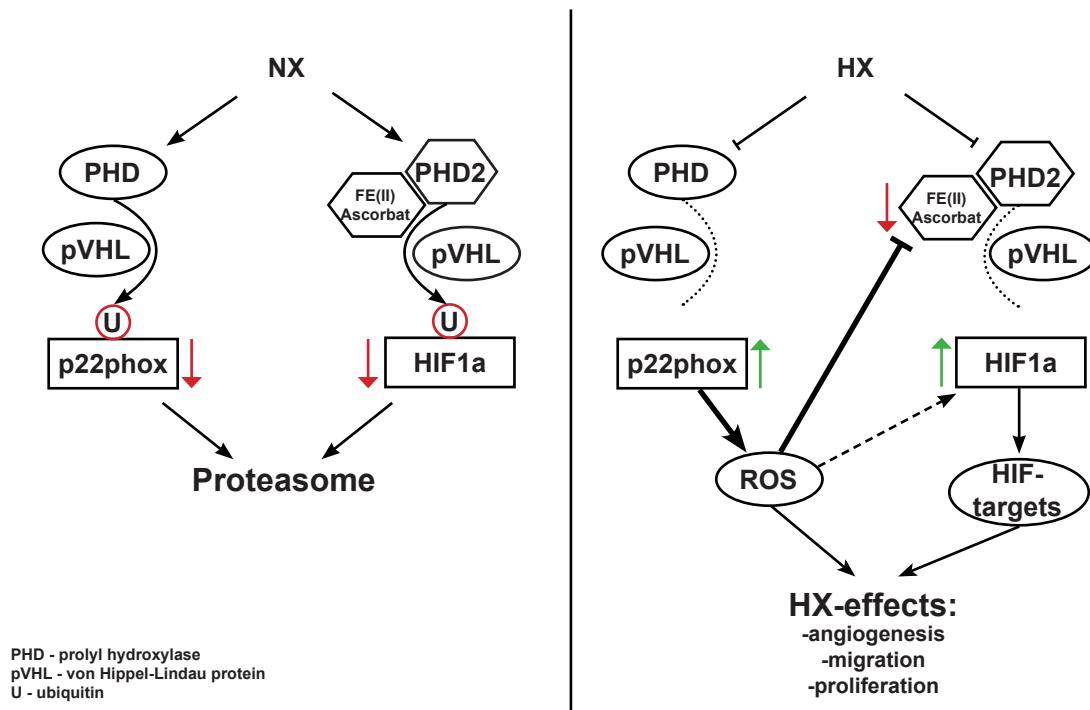 NX
PHD
PHD2
FE(II)
Ascorbat
pVHL
pVHL
U
U
p22phox
HIF1a
Proteasome
PHD - prolyl hydroxylase
pVHL - von Hippel-Lindau protein
U - ubiquitin
HX
PHD
PHD2
FE(II)
Ascorbat
pVHL
pVHL
p22phox
HIF1a
ROS
HIF-
targets
HX-effects:
-angiogenesis
-migration
-proliferation